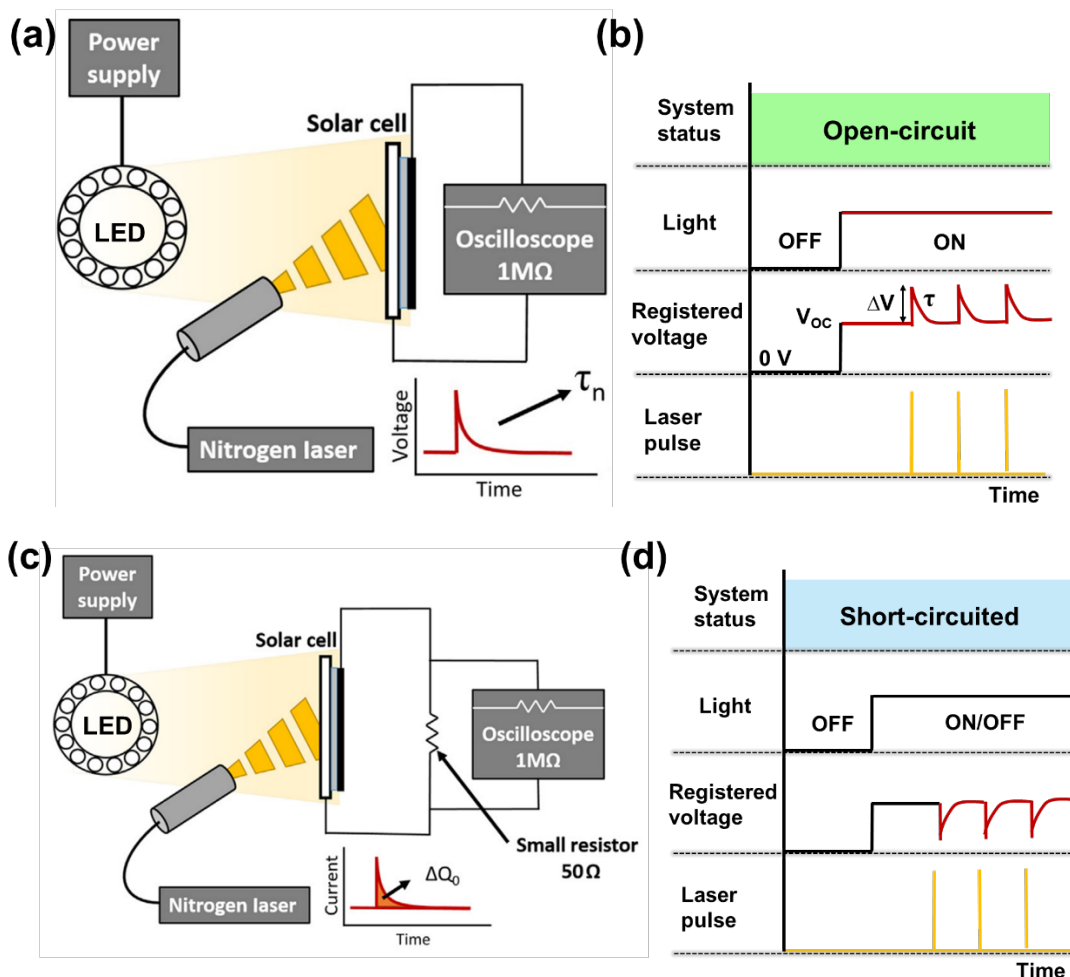 (a)
Power
supply
LED
Solar cell
Oscilloscope
1MΩ
Nitrogen laser
Voltage
Time
τn
(b)
System
status
Open-circuit
Light
OFF
ON
Registered
voltage
VOC
0 V
ΔV
τ
Laser
pulse
Time
(c)
Power
supply
LED
Solar cell
Oscilloscope
1MΩ
Small resistor
50Ω
Nitrogen laser
Current
Time
ΔQ0
(d)
System
status
Short-circuited
Light
OFF
ON/OFF
Registered
voltage
Laser
pulse
Time